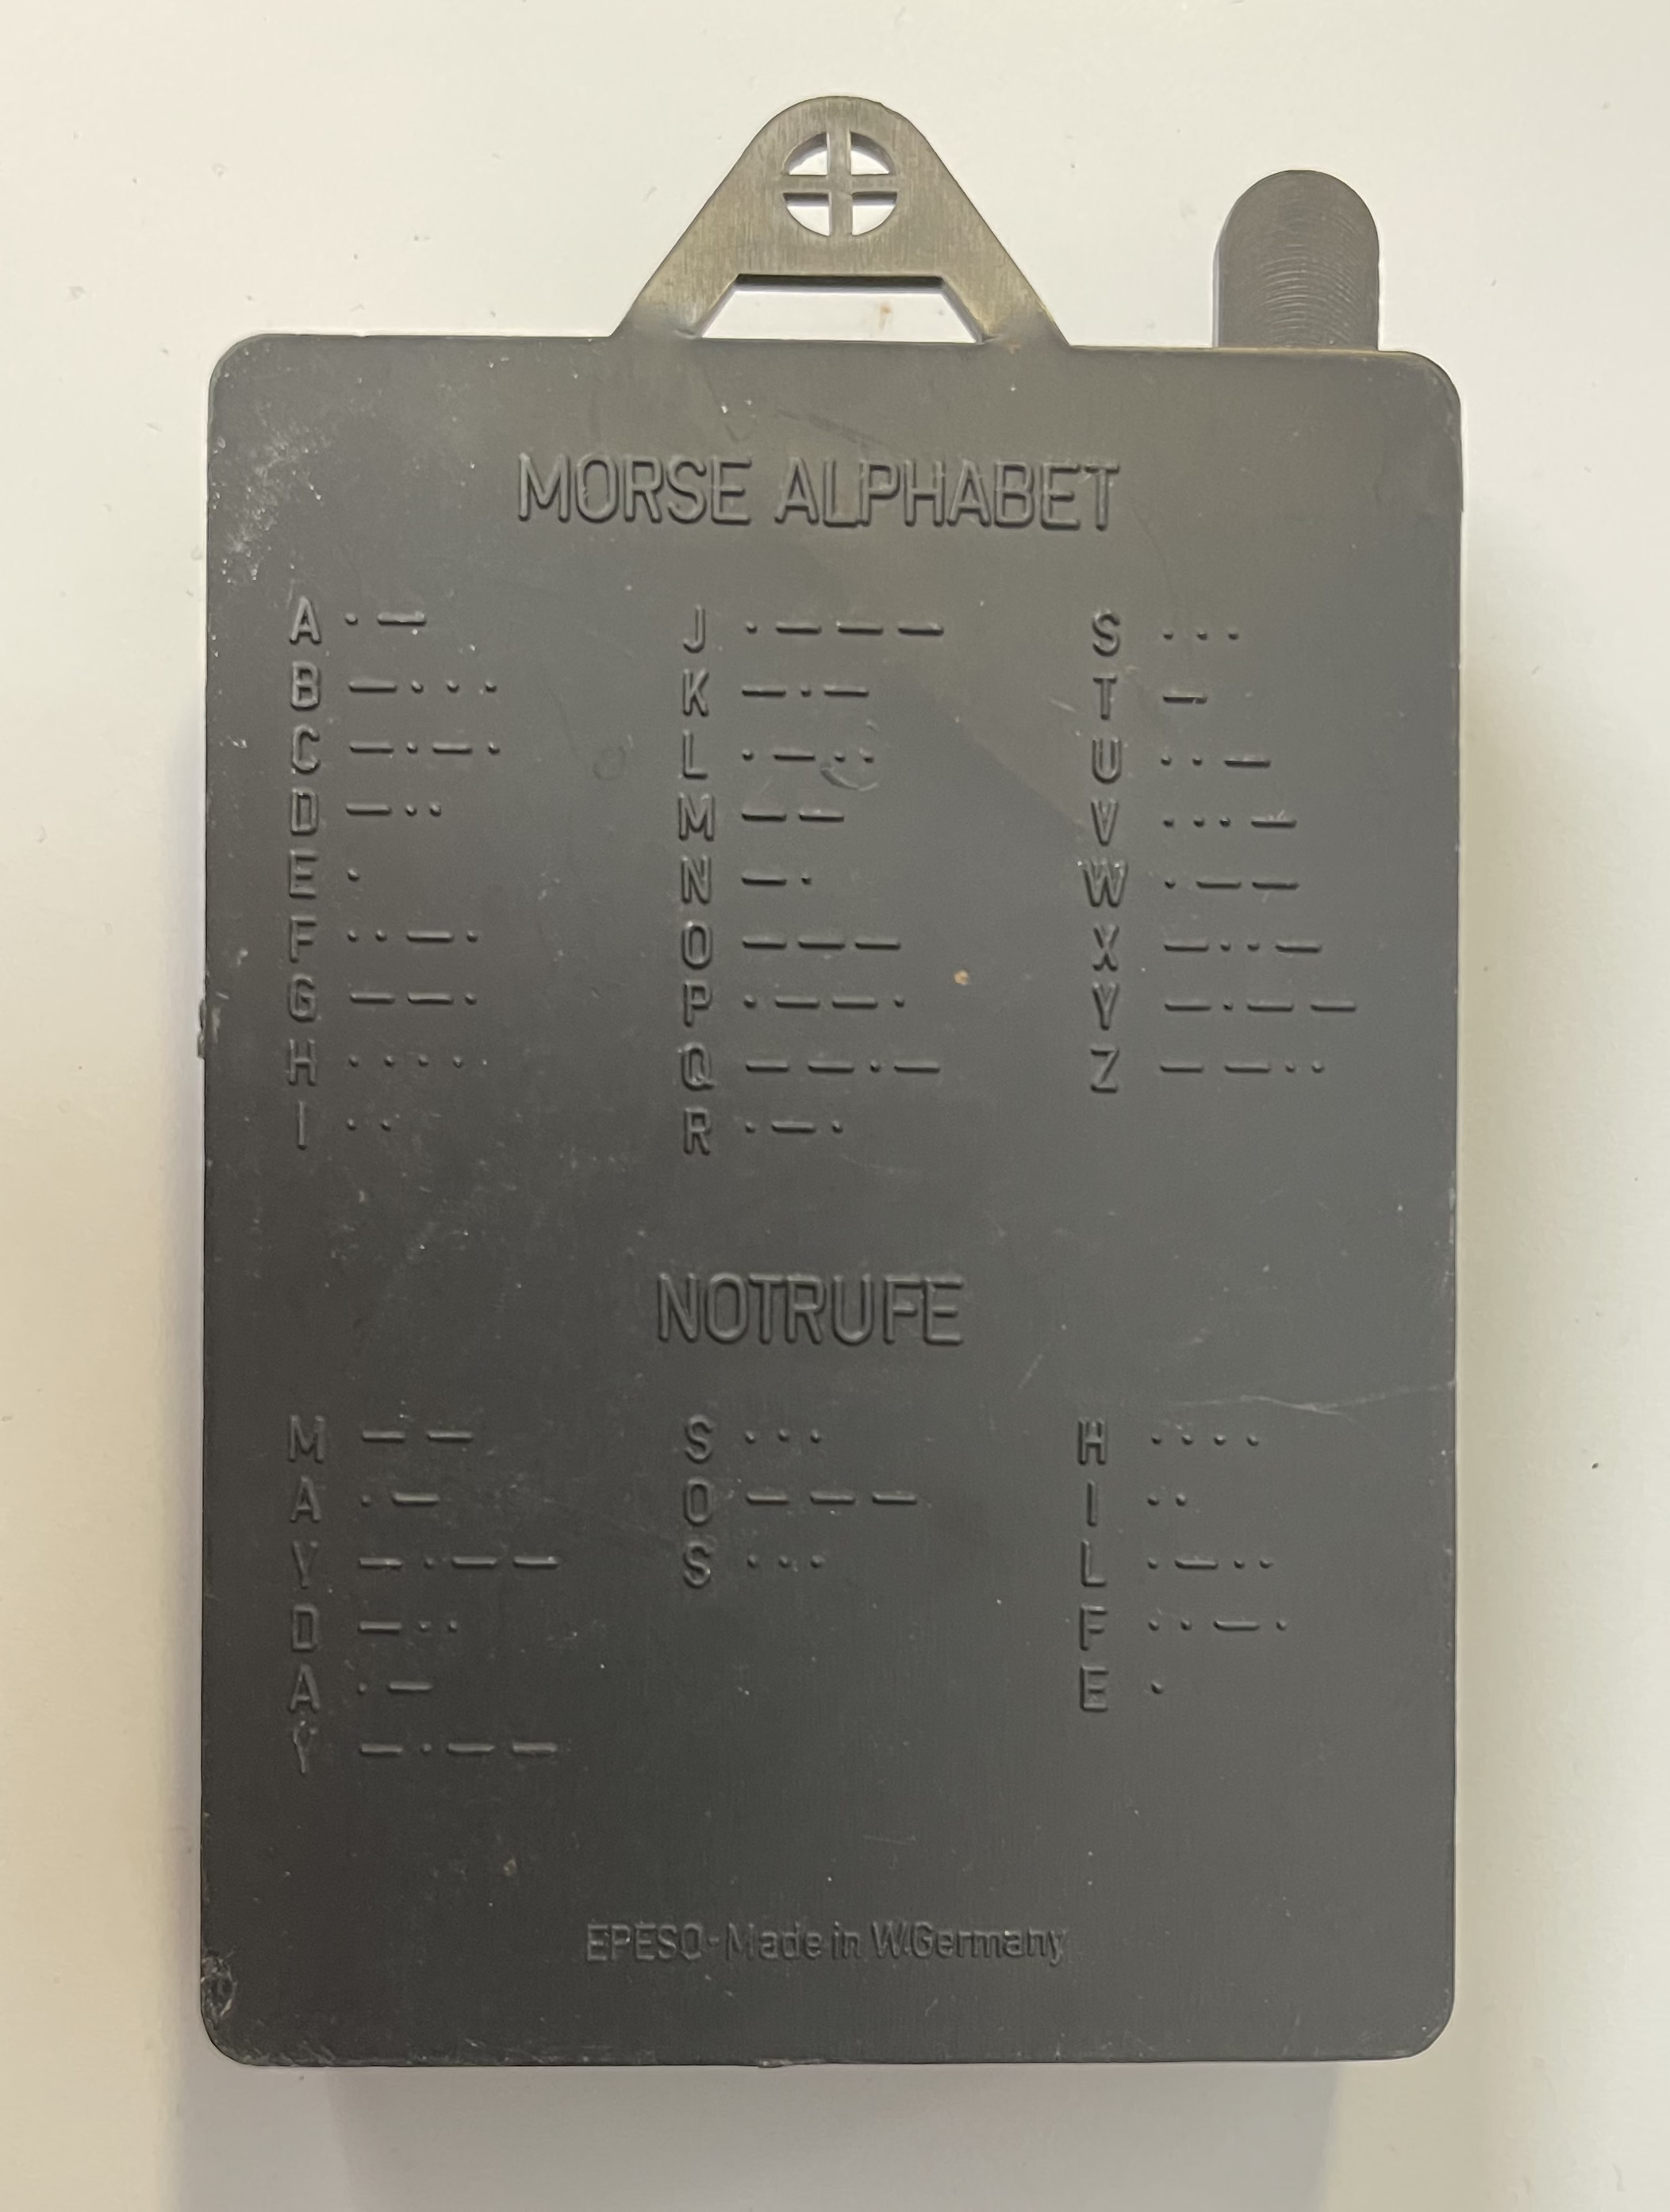 MORSE ALPHABET
A ·—
B —···
C —·—·
D —··
E ·
F ··—·
G ——·
H ·····
I ··
J ·———
K —·—
L ·—··
M ——
N —·
O ———
P ·——·
Q ——·—
R ·—·
S ···
T —
U ··—
V ···—
W ·——
X —··—
Y —·——
Z ——··
NOTRUFE
M ——
A ·—
Y —·——
D —··
A ·—
Y —·——
S ···
O ———
S ···
H ····
I ··
L ·—··
F ··—·
E ·
EPESO-Made in W.Germany